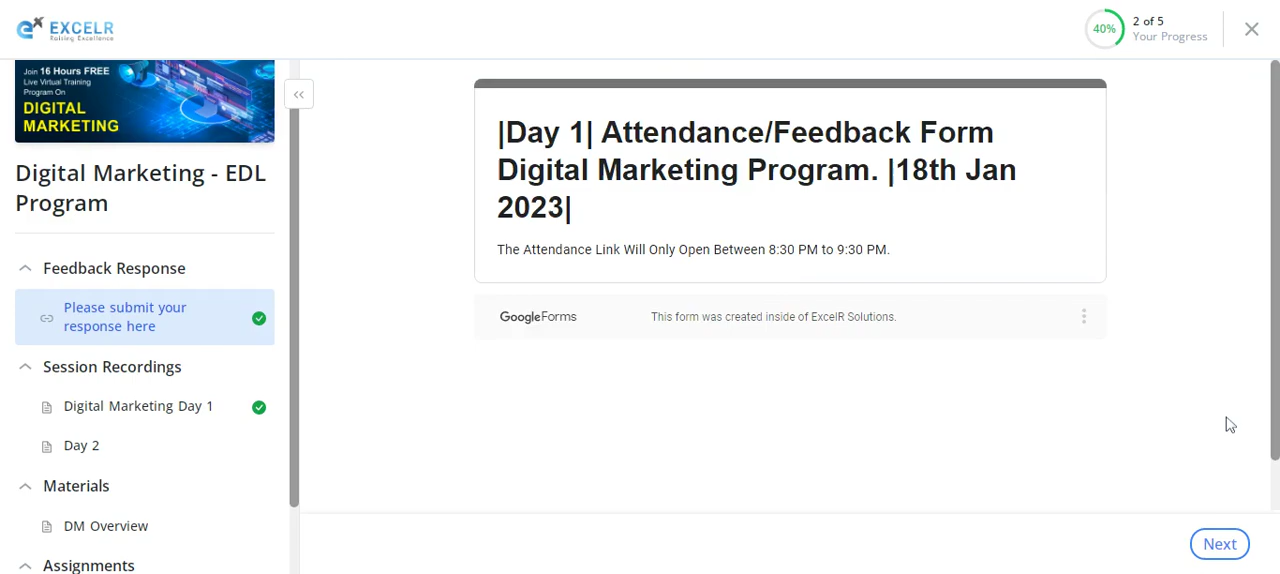 EXCELR
Raising Excellence
40%
2 of 5
Your Progress
Join 16 Hours FREE
Live Virtual Training
Program On
DIGITAL
MARKETING
Digital Marketing - EDL
Program
Feedback Response
Please submit your
response here
Session Recordings
Digital Marketing Day 1
Day 2
Materials
DM Overview
Assignments
|Day 1| Attendance/Feedback Form
Digital Marketing Program. |18th Jan
2023|
The Attendance Link Will Only Open Between 8:30 PM to 9:30 PM.
GoogleForms
This form was created inside of ExcelR Solutions.
Next